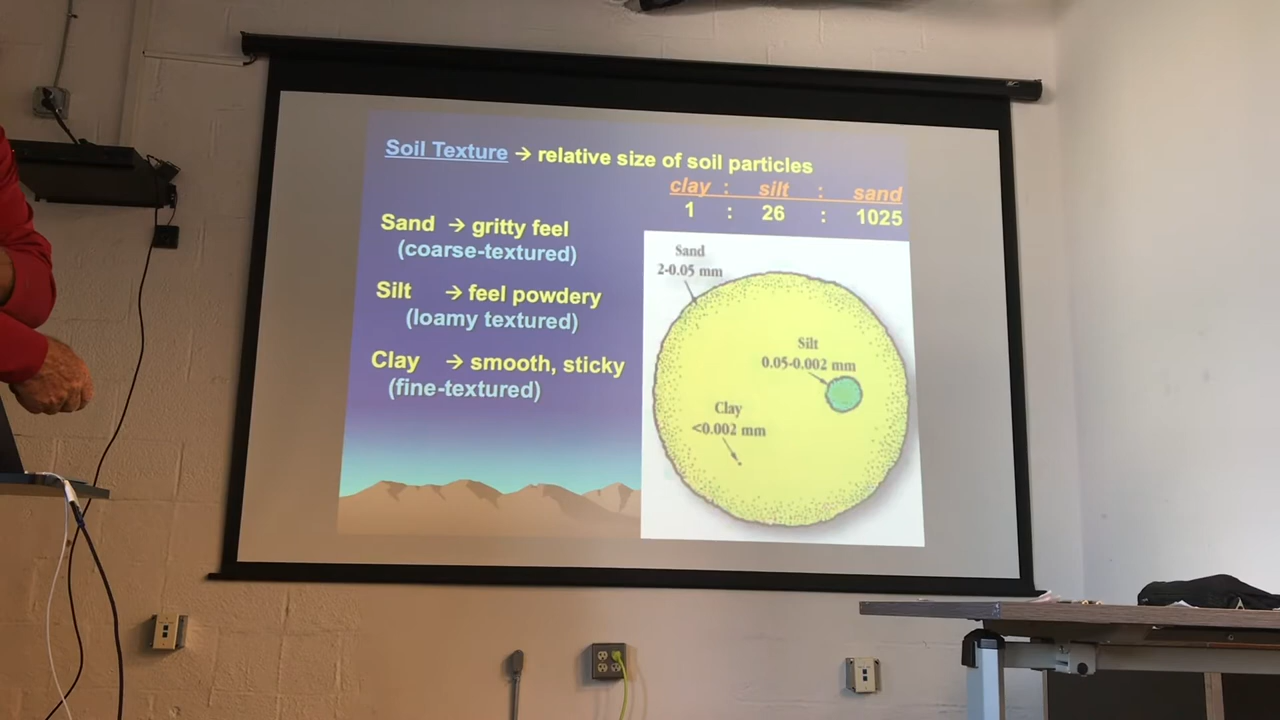 Soil Texture → relative size of soil particles
clay : silt : sand
1 : 26 : 1025
Sand → gritty feel
(coarse-textured)
Silt → feel powdery
(loamy textured)
Clay → smooth, sticky
(fine-textured)
Sand
2-0.05 mm
Silt
0.05-0.002 mm
Clay
<0.002 mm